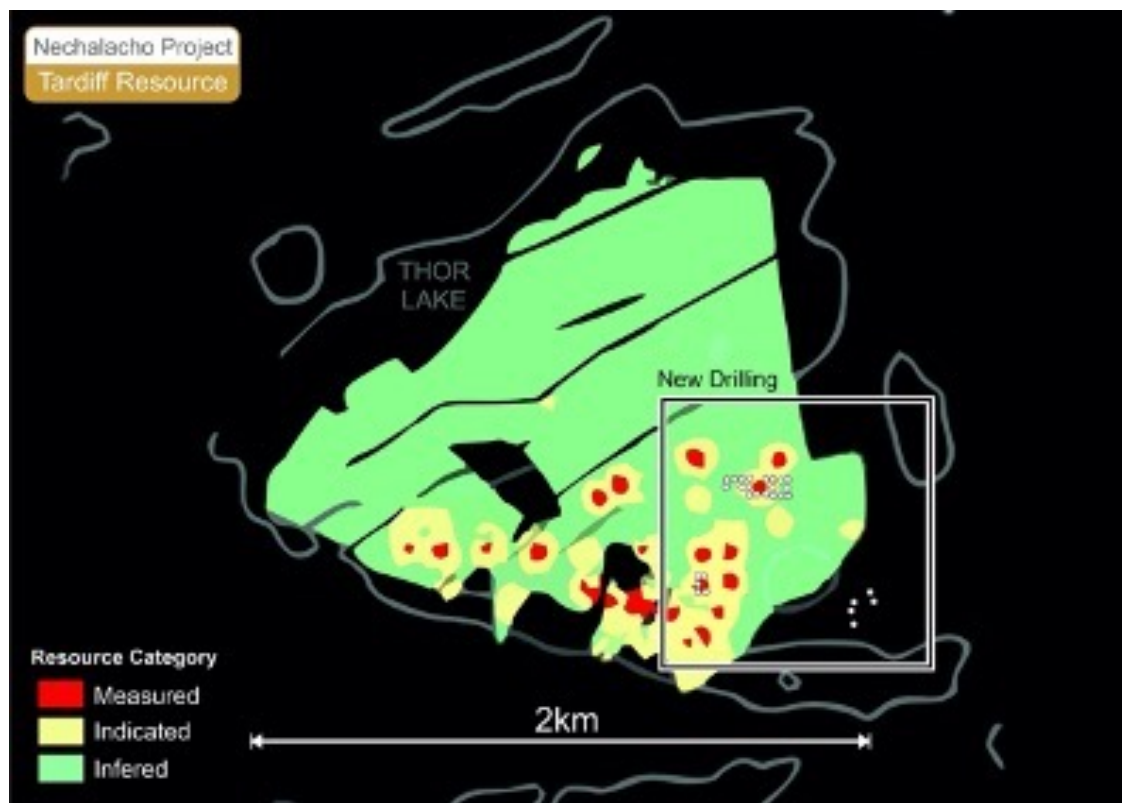 Nechalacho Project
Tardiff Resource
THOR
LAKE
New Drilling
Resource Category
Measured
Indicated
Infered
2km